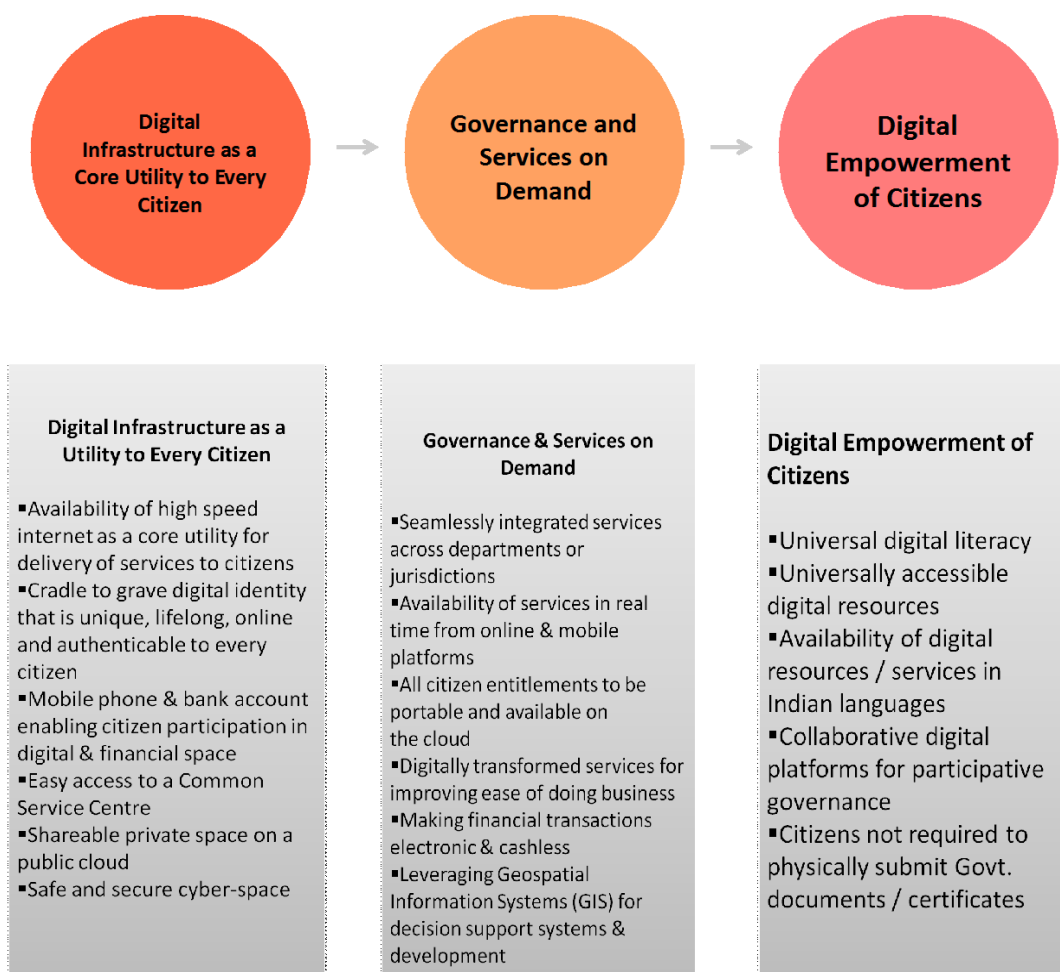 Digital
Infrastructure as a
Core Utility to Every
Citizen
Governance and
Services on
Demand
Digital
Empowerment
of Citizens
Digital Infrastructure as a
Utility to Every Citizen
▪Availability of high speed
internet as a core utility for
delivery of services to citizens
▪Cradle to grave digital identity
that is unique, lifelong, online
and authenticable to every
citizen
▪Mobile phone & bank account
enabling citizen participation in
digital & financial space
▪Easy access to a Common
Service Centre
▪Shareable private space on a
public cloud
▪Safe and secure cyber-space
Governance & Services on
Demand
▪Seamlessly integrated services
across departments or
jurisdictions
▪Availability of services in real
time from online & mobile
platforms
▪All citizen entitlements to be
portable and available on
the cloud
▪Digitally transformed services for
improving ease of doing business
▪Making financial transactions
electronic & cashless
▪Leveraging Geospatial
Information Systems (GIS) for
decision support systems &
development
Digital Empowerment of
Citizens
▪Universal digital literacy
▪Universally accessible
digital resources
▪Availability of digital
resources / services in
Indian languages
▪Collaborative digital
platforms for participative
governance
▪Citizens not required to
physically submit Govt.
documents / certificates